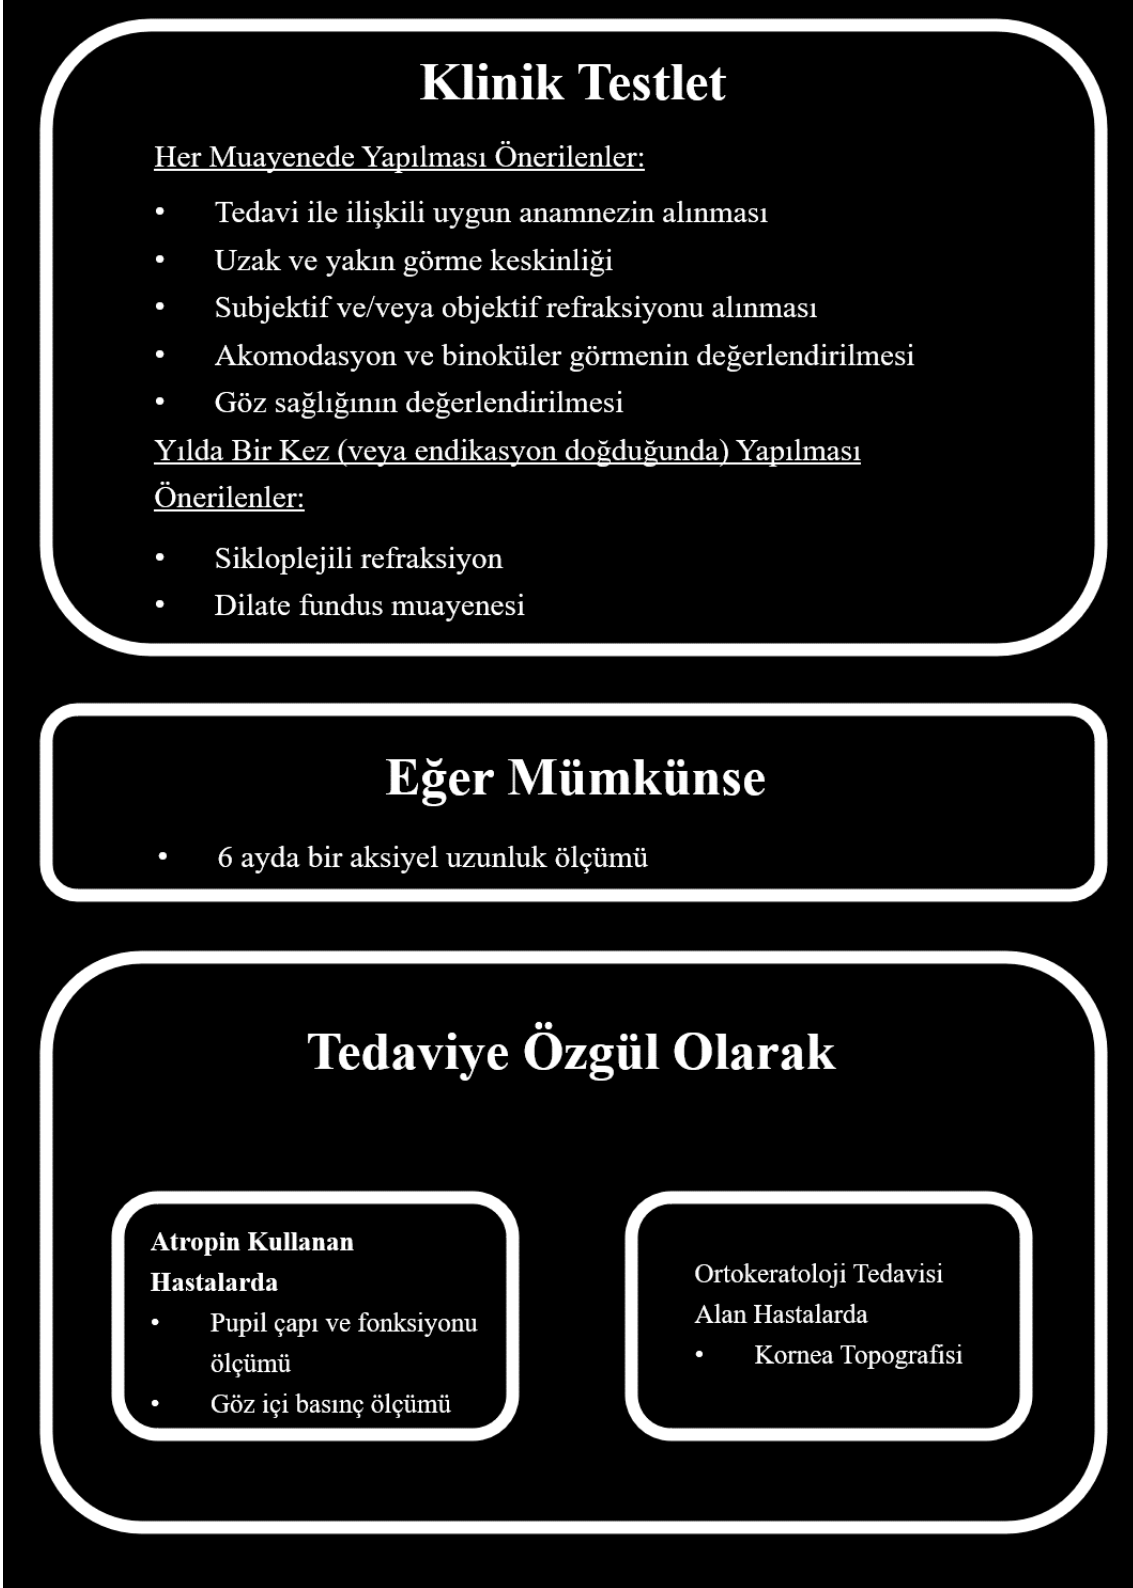 Klinik Testlet
Her Muayenede Yapılması Önerilenler:
• Tedavi ile ilişkili uygun anamnezin alınması
• Uzak ve yakın görme keskinliği
• Subjektif ve/veya objektif refraksiyonu alınması
• Akomodasyon ve binoküler görmenin değerlendirilmesi
• Göz sağlığının değerlendirilmesi
Yılda Bir Kez (veya endikasyon doğduğunda) Yapılması
Önerilenler:
• Sikloplejili refraksiyon
• Dilate fundus muayenesi
Eğer Mümkünse
• 6 ayda bir aksiyel uzunluk ölçümü
Tedaviye Özgül Olarak
Atropin Kullanan
Hastalarda
• Pupil çapı ve fonksiyonu
ölçümü
• Göz içi basınç ölçümü
Ortokeratoloji Tedavisi
Alan Hastalarda
• Kornea Topografisi